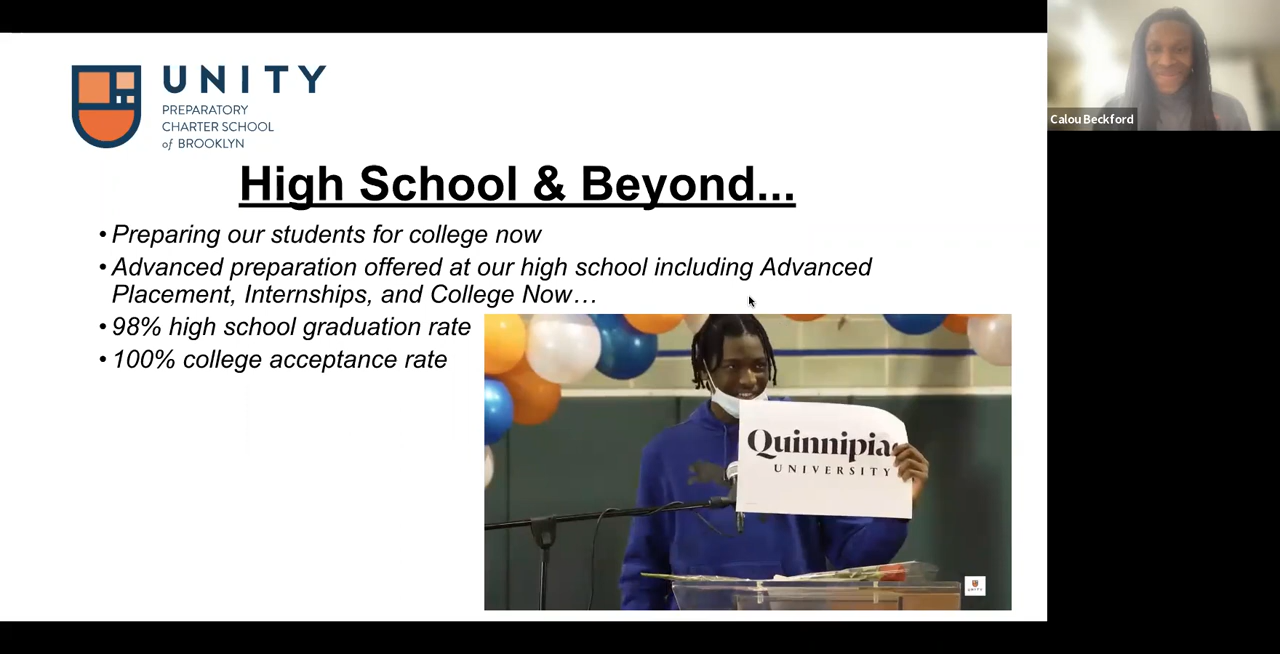 UNITY
PREPARATORY
CHARTER SCHOOL
of BROOKLYN
High School & Beyond...
• Preparing our students for college now
• Advanced preparation offered at our high school including Advanced
Placement, Internships, and College Now…
• 98% high school graduation rate
• 100% college acceptance rate
Quinnipia
UNIVERSITY
UNITY
Calou Beckford